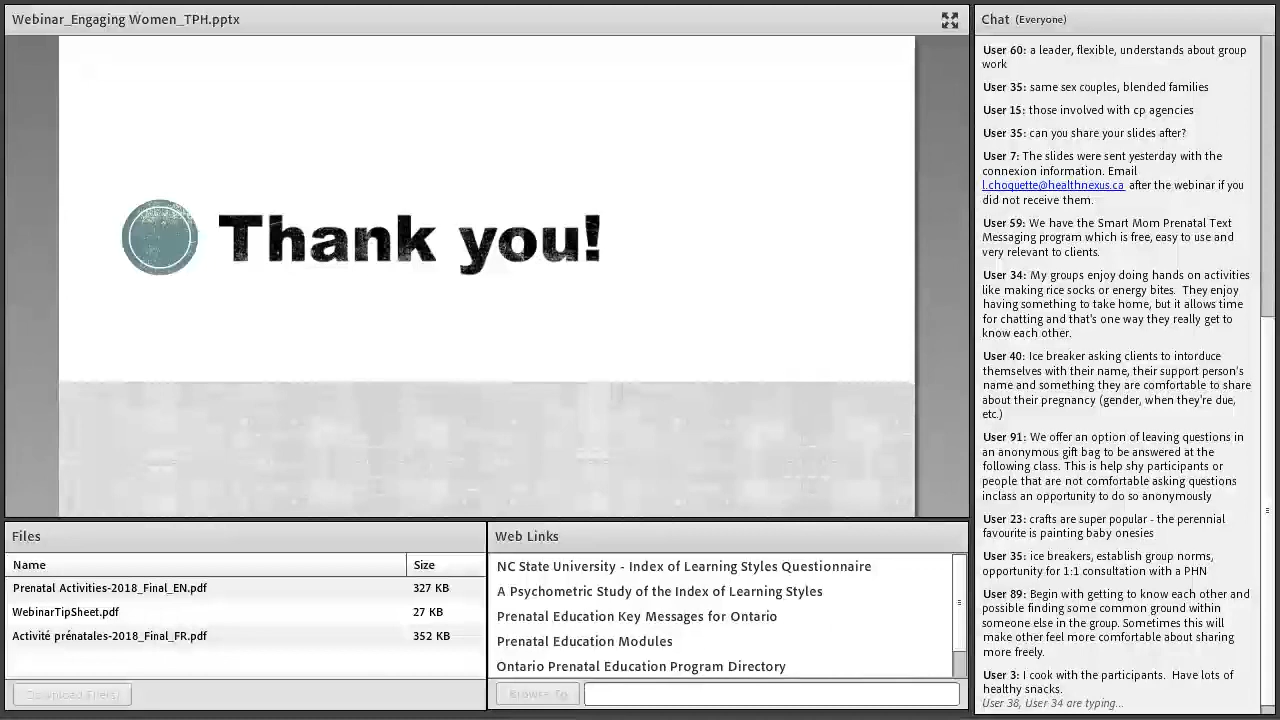 Webinar_Engaging Women_TPH.pptx
Thank you!
Files
Name Size
Prenatal Activities-2018_Final_EN.pdf 327 KB
WebinarTipSheet.pdf 27 KB
Activité prénatales-2018_Final_FR.pdf 352 KB
Download File(s)
Web Links
NC State University - Index of Learning Styles Questionnaire
A Psychometric Study of the Index of Learning Styles
Prenatal Education Key Messages for Ontario
Prenatal Education Modules
Ontario Prenatal Education Program Directory
Browse To
Chat (Everyone)
User 60: a leader, flexible, understands about group
work
User 35: same sex couples, blended families
User 15: those involved with cp agencies
User 35: can you share your slides after?
User 7: The slides were sent yesterday with the
connexion information. Email
l.choquette@healthnexus.ca after the webinar if you
did not receive them.
User 59: We have the Smart Mom Prenatal Text
Messaging program which is free, easy to use and
very relevant to clients.
User 34: My groups enjoy doing hands on activities
like making rice socks or energy bites. They enjoy
having something to take home, but it allows time
for chatting and that's one way they really get to
know each other.
User 40: Ice breaker asking clients to intorduce
themselves with their name, their support person's
name and something they are comfortable to share
about their pregnancy (gender, when they're due,
etc.)
User 91: We offer an option of leaving questions in
an anonymous gift bag to be answered at the
following class. This is help shy participants or
people that are not comfortable asking questions
inclass an opportunity to do so anonymously
User 23: crafts are super popular - the perennial
favourite is painting baby onesies
User 35: ice breakers, establish group norms,
opportunity for 1:1 consultation with a PHN
User 89: Begin with getting to know each other and
possible finding some common ground within
someone else in the group. Sometimes this will
make other feel more comfortable about sharing
more freely.
User 3: I cook with the participants. Have lots of
healthy snacks.
User 38, User 34 are typing...